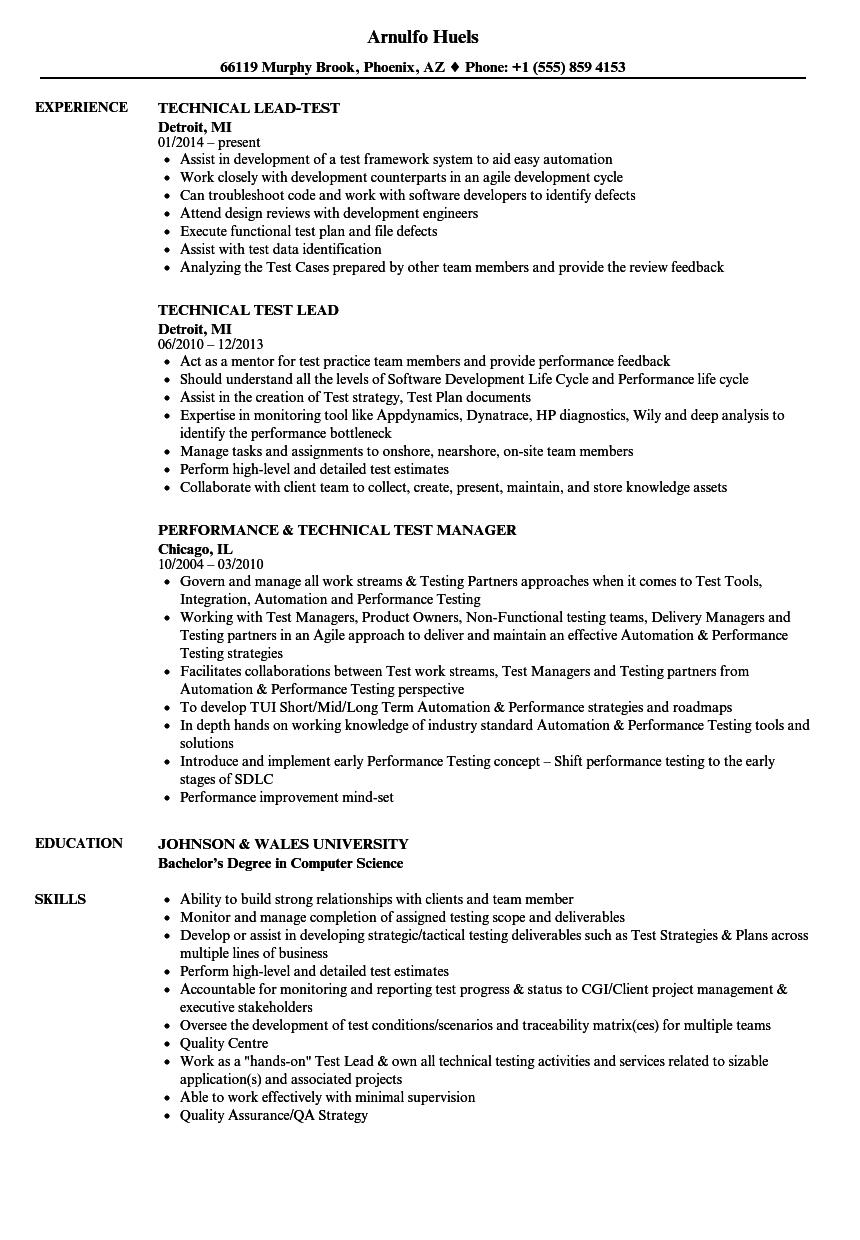 Arnulfo Huels
66119 Murphy Brook, Phoenix, AZ ♦ Phone: +1 (555) 859 4153
EXPERIENCE
TECHNICAL LEAD-TEST
Detroit, MI
01/2014 – present
• Assist in development of a test framework system to aid easy automation
• Work closely with development counterparts in an agile development cycle
• Can troubleshoot code and work with software developers to identify defects
• Attend design reviews with development engineers
• Execute functional test plan and file defects
• Assist with test data identification
• Analyzing the Test Cases prepared by other team members and provide the review feedback
TECHNICAL TEST LEAD
Detroit, MI
06/2010 – 12/2013
• Act as a mentor for test practice team members and provide performance feedback
• Should understand all the levels of Software Development Life Cycle and Performance life cycle
• Assist in the creation of Test strategy, Test Plan documents
• Expertise in monitoring tool like Appdynamics, Dynatrace, HP diagnostics, Wily and deep analysis to
identify the performance bottleneck
• Manage tasks and assignments to onshore, nearshore, on-site team members
• Perform high-level and detailed test estimates
• Collaborate with client team to collect, create, present, maintain, and store knowledge assets
PERFORMANCE & TECHNICAL TEST MANAGER
Chicago, IL
10/2004 – 03/2010
• Govern and manage all work streams & Testing Partners approaches when it comes to Test Tools,
Integration, Automation and Performance Testing
• Working with Test Managers, Product Owners, Non-Functional testing teams, Delivery Managers and
Testing partners in an Agile approach to deliver and maintain an effective Automation & Performance
Testing strategies
• Facilitates collaborations between Test work streams, Test Managers and Testing partners from
Automation & Performance Testing perspective
• To develop TUI Short/Mid/Long Term Automation & Performance strategies and roadmaps
• In depth hands on working knowledge of industry standard Automation & Performance Testing tools and
solutions
• Introduce and implement early Performance Testing concept – Shift performance testing to the early
stages of SDLC
• Performance improvement mind-set
EDUCATION
JOHNSON & WALES UNIVERSITY
Bachelor's Degree in Computer Science
SKILLS
• Ability to build strong relationships with clients and team member
• Monitor and manage completion of assigned testing scope and deliverables
• Develop or assist in developing strategic/tactical testing deliverables such as Test Strategies & Plans across
multiple lines of business
• Perform high-level and detailed test estimates
• Accountable for monitoring and reporting test progress & status to CGI/Client project management &
executive stakeholders
• Oversee the development of test conditions/scenarios and traceability matrix(ces) for multiple teams
• Quality Centre
• Work as a "hands-on" Test Lead & own all technical testing activities and services related to sizable
application(s) and associated projects
• Able to work effectively with minimal supervision
• Quality Assurance/QA Strategy